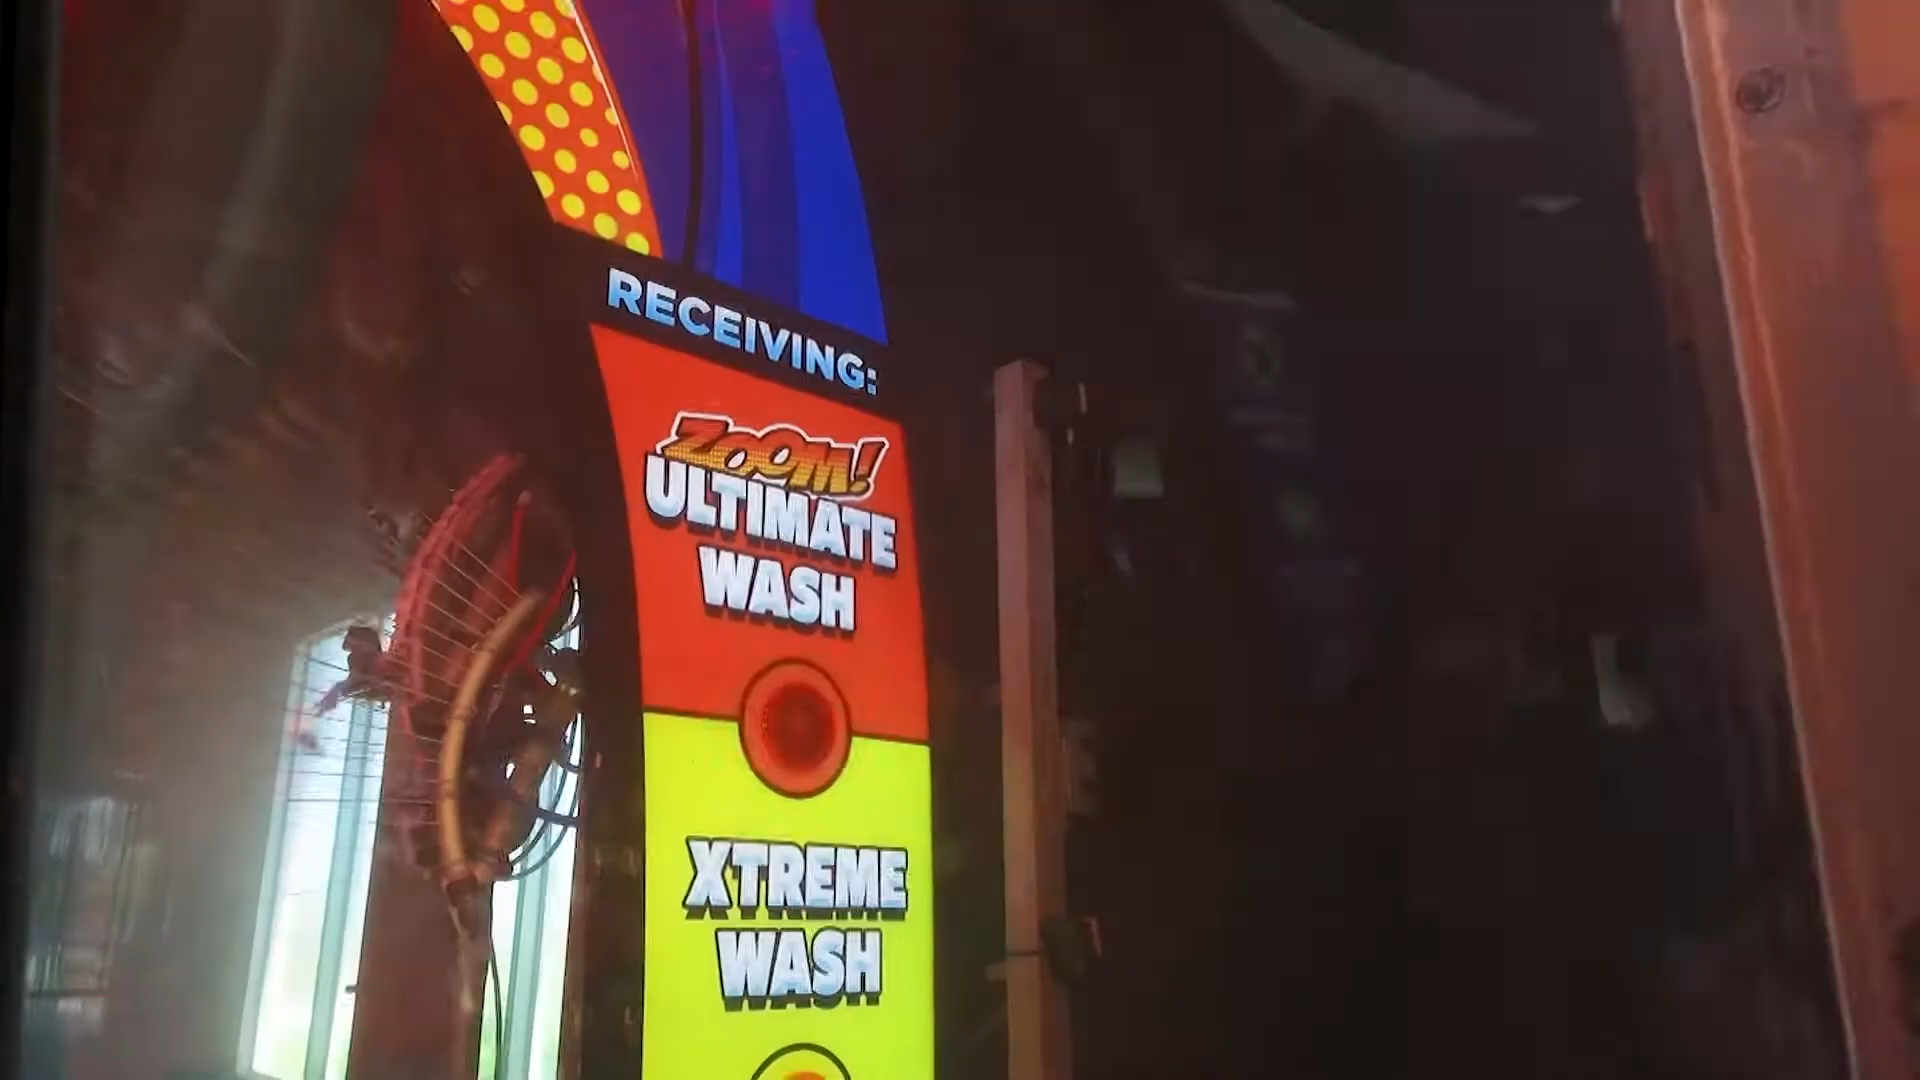 RECEIVING:
ZOOM!
ULTIMATE
WASH
XTREME
WASH